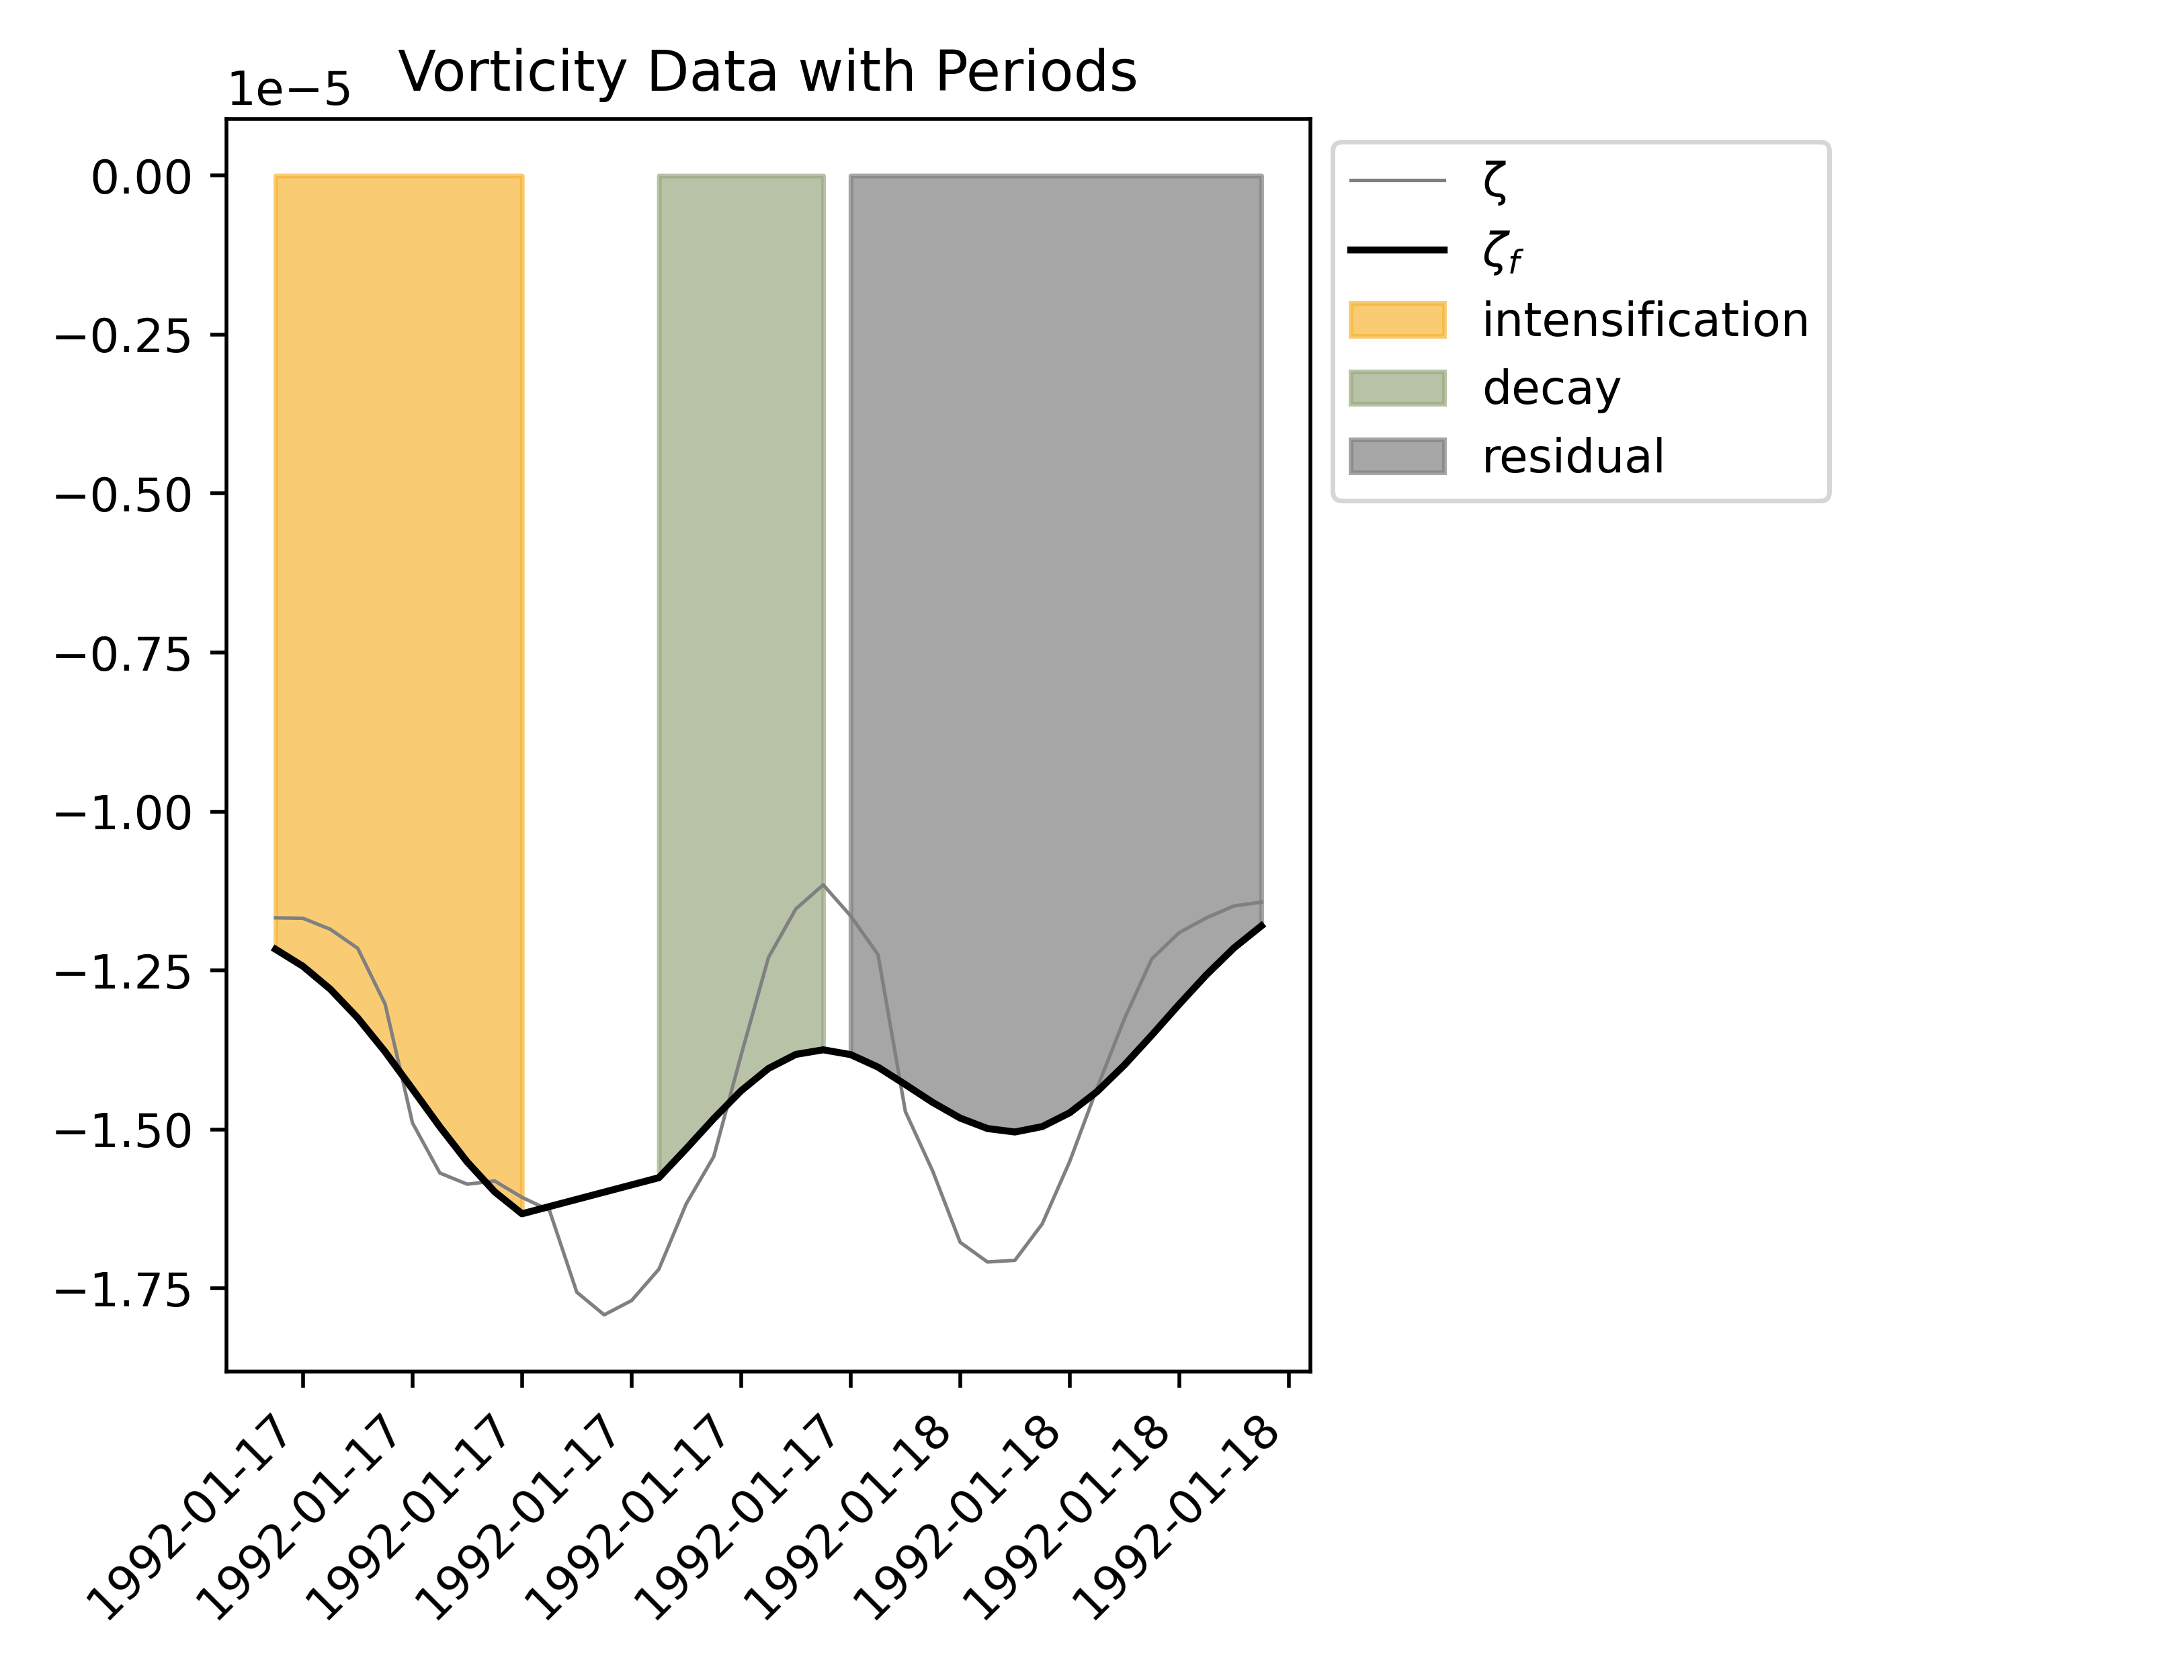 Vorticity Data with Periods
1e−5
0.00
−0.25
−0.50
−0.75
−1.00
−1.25
−1.50
−1.75
1992-01-17
1992-01-17
1992-01-17
1992-01-17
1992-01-17
1992-01-17
1992-01-18
1992-01-18
1992-01-18
1992-01-18
ζ
ζf
intensification
decay
residual